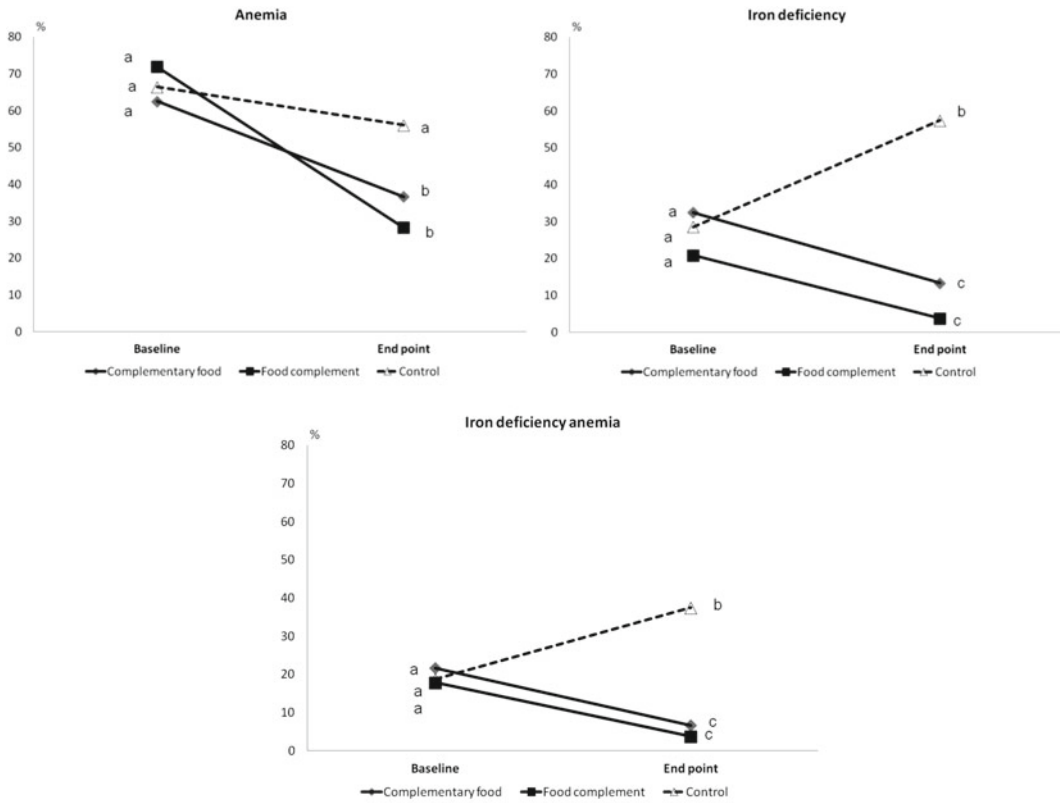 Anemia
%
80
70
60
50
40
30
20
10
0
a
a
a
a
b
b
Baseline End point
Complementary food Food complement Control
Iron deficiency
%
80
70
60
50
40
30
20
10
0
a
a
a
b
c
c
Baseline End point
Complementary food Food complement Control
Iron deficiency anemia
%
80
70
60
50
40
30
20
10
0
a
a
a
b
c
c
Baseline End point
Complementary food Food complement Control